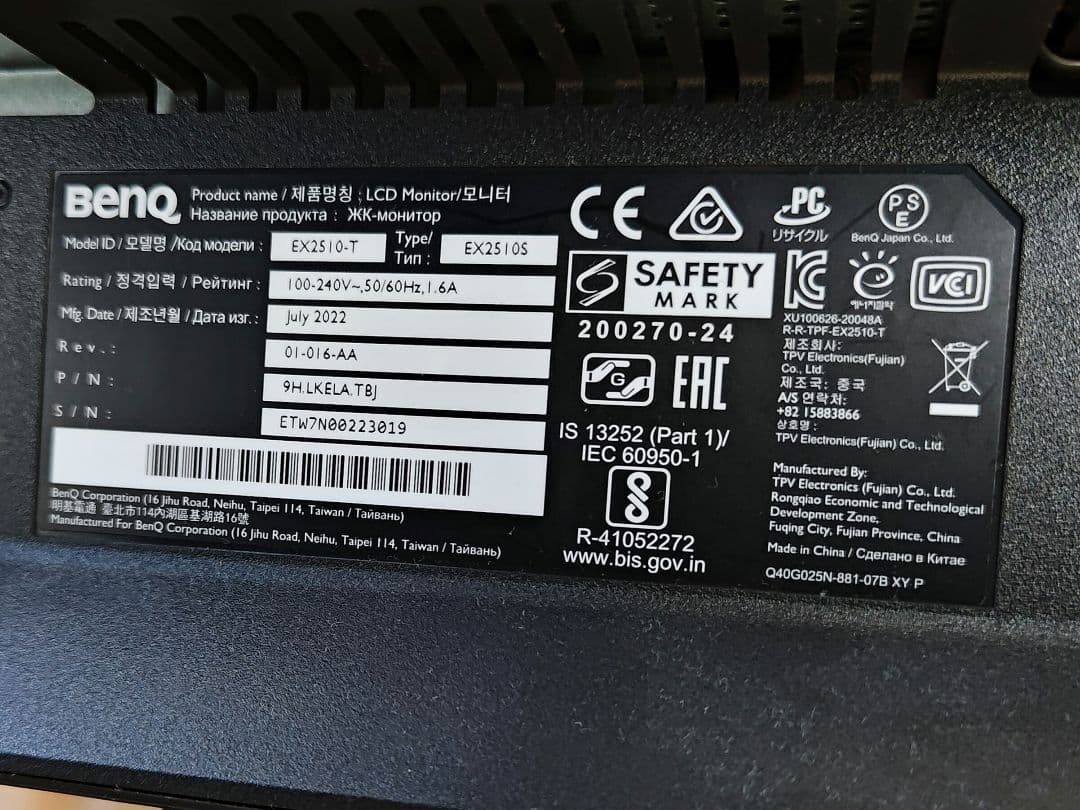 BenQ
Product name / 제품명칭 : LCD Monitor/모니터
Название продукта : ЖК-монитор
Model ID / 모델명 /Код модели : EX2510-T Type/ Тип : EX2510S
Rating / 정격입력 / Рейтинг : 100-240V~,50/60Hz,1.6A
Mfg. Date / 제조년월 / Дата изг. : July 2022
Rev. : 01-016-AA
P/N : 9H.LKELA.TBJ
S/N : ETW7N00223019
BenQ Corporation (16 Jihu Road, Neihu, Taipei 114, Taiwan / Тайвань)
明基電通 臺北市114內湖區基湖路16號
Manufactured For BenQ Corporation (16 Jihu Road, Neihu, Taipei 114, Taiwan / Тайвань)
CE
SAFETY
MARK
200270-24
G
EAC
IS 13252 (Part 1)/
IEC 60950-1
R-41052272
www.bis.gov.in
PC
リサイクル
PSE
BenQ Japan Co., Ltd.
에너지절약
VCI
XU100626-20048A
R-R-TPF-EX2510-T
제조회사:
TPV Electronics(Fujian)
Co., Ltd.
제조국: 중국
A/S 연락처:
+82 15883866
상호명 :
TPV Electronics(Fujian) Co., Ltd.
Manufactured By:
TPV Electronics (Fujian) Co., Ltd.
Rongqiao Economic and Technological
Development Zone,
Fuqing City, Fujian Province, China
Made in China / Сделано в Китае
Q40G025N-881-07B XY P